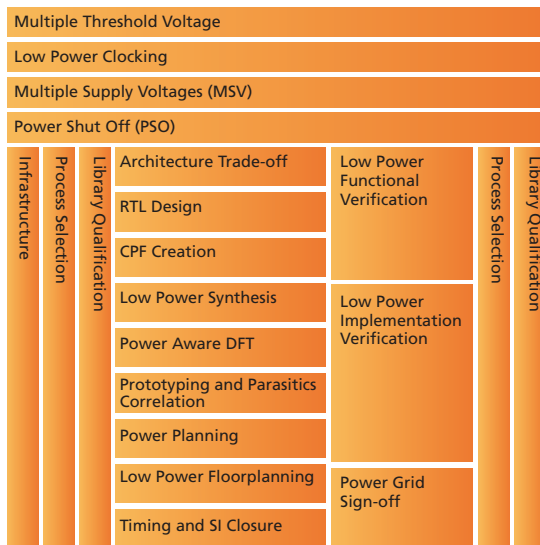 Multiple Threshold Voltage
Low Power Clocking
Multiple Supply Voltages (MSV)
Power Shut Off (PSO)
Infrastructure
Process Selection
Library Qualification
Architecture Trade-off
RTL Design
CPF Creation
Low Power Synthesis
Power Aware DFT
Prototyping and Parasitics
Correlation
Power Planning
Low Power Floorplanning
Timing and SI Closure
Low Power
Functional
Verification
Low Power
Implementation
Verification
Power Grid
Sign-off
Process Selection
Library Qualification